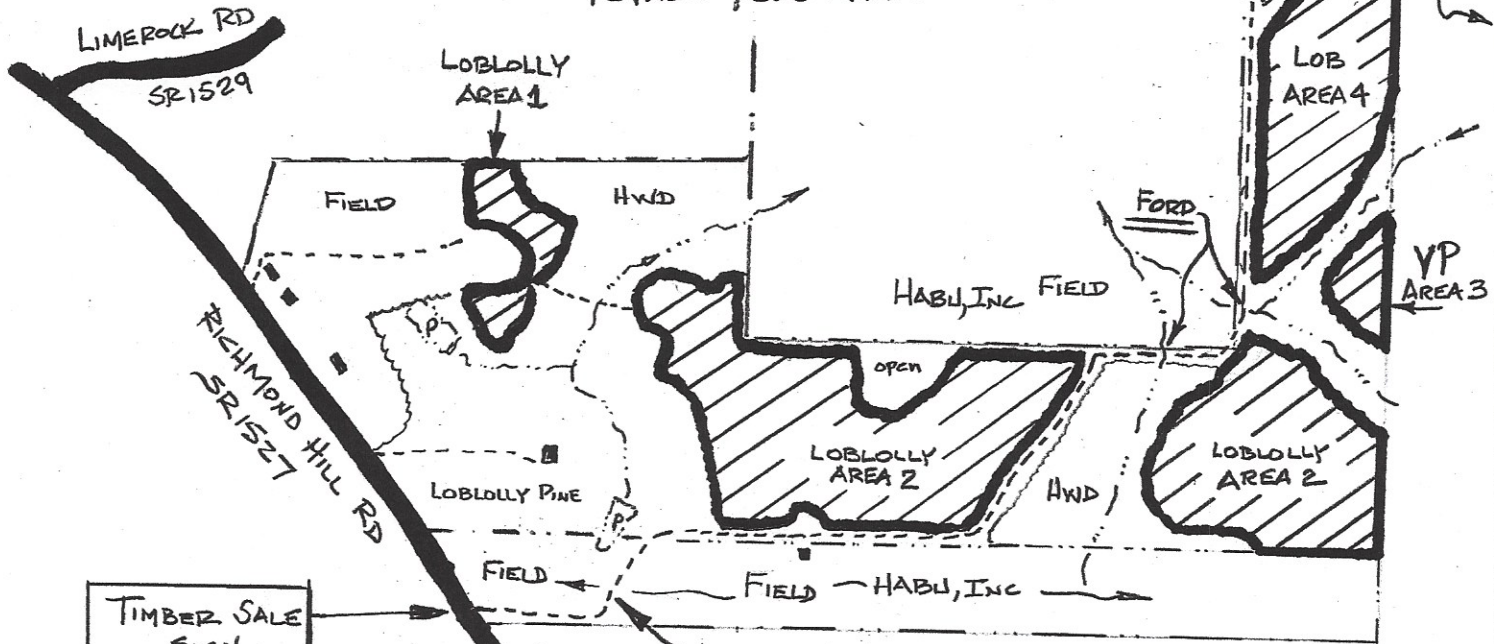 LIMEROCK RD
SR1529
LOBLOLLY
AREA 1
LOB
AREA 4
FIELD
HWD
FORD
VP
AREA 3
HABU, INC FIELD
P
OPEN
RICHMOND HILL RD
SR1527
LOBLOLLY
AREA 2
LOBLOLLY
AREA 2
HWD
LOBLOLLY PINE
P
FIELD
FIELD - HABU, INC
TIMBER SALE